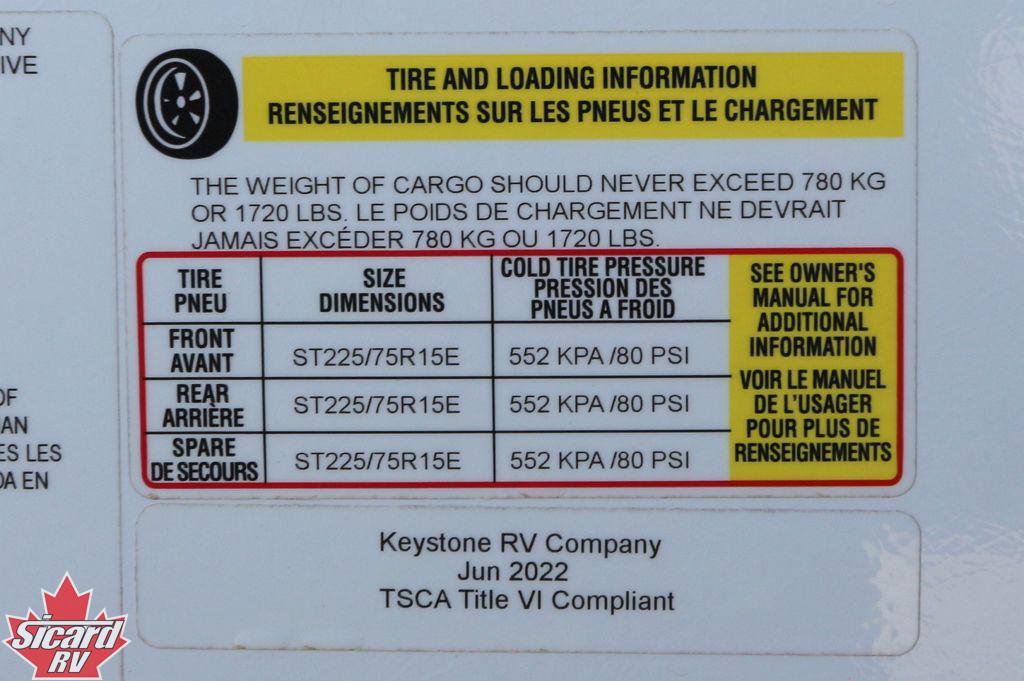 NY
IVE
OF
ES LES
DA EN
TIRE AND LOADING INFORMATION
RENSEIGNEMENTS SUR LES PNEUS ET LE CHARGEMENT
THE WEIGHT OF CARGO SHOULD NEVER EXCEED 780 KG
OR 1720 LBS. LE POIDS DE CHARGEMENT NE DEVRAIT
JAMAIS EXCÉDER 780 KG OU 1720 LBS.
TIRE
PNEU
SIZE
DIMENSIONS
COLD TIRE PRESSURE
PRESSION DES
PNEUS A FROID
FRONT
AVANT
ST225/75R15E
552 KPA /80 PSI
REAR
ARRIÈRE
ST225/75R15E
552 KPA /80 PSI
SPARE
DE SECOURS
ST225/75R15E
552 KPA /80 PSI
SEE OWNER'S
MANUAL FOR
ADDITIONAL
INFORMATION
VOIR LE MANUEL
DE L'USAGER
POUR PLUS DE
RENSEIGNEMENTS
Keystone RV Company
Jun 2022
TSCA Title VI Compliant
Sicard
RV